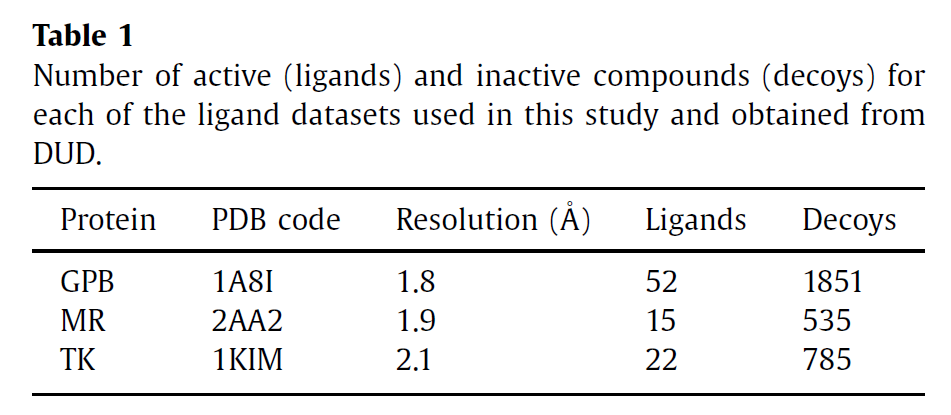 Table 1
Number of active (ligands) and inactive compounds (decoys) for
each of the ligand datasets used in this study and obtained from
DUD.
Protein PDB code Resolution (Å) Ligands Decoys
GPB 1A8I 1.8 52 1851
MR 2AA2 1.9 15 535
TK 1KIM 2.1 22 785